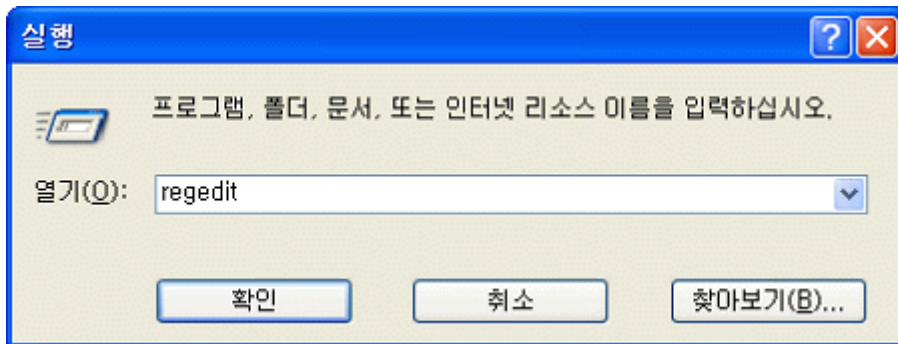 실행
프로그램, 폴더, 문서, 또는 인터넷 리소스 이름을 입력하십시오.
열기(O): regedit
확인 취소 찾아보기(B)...